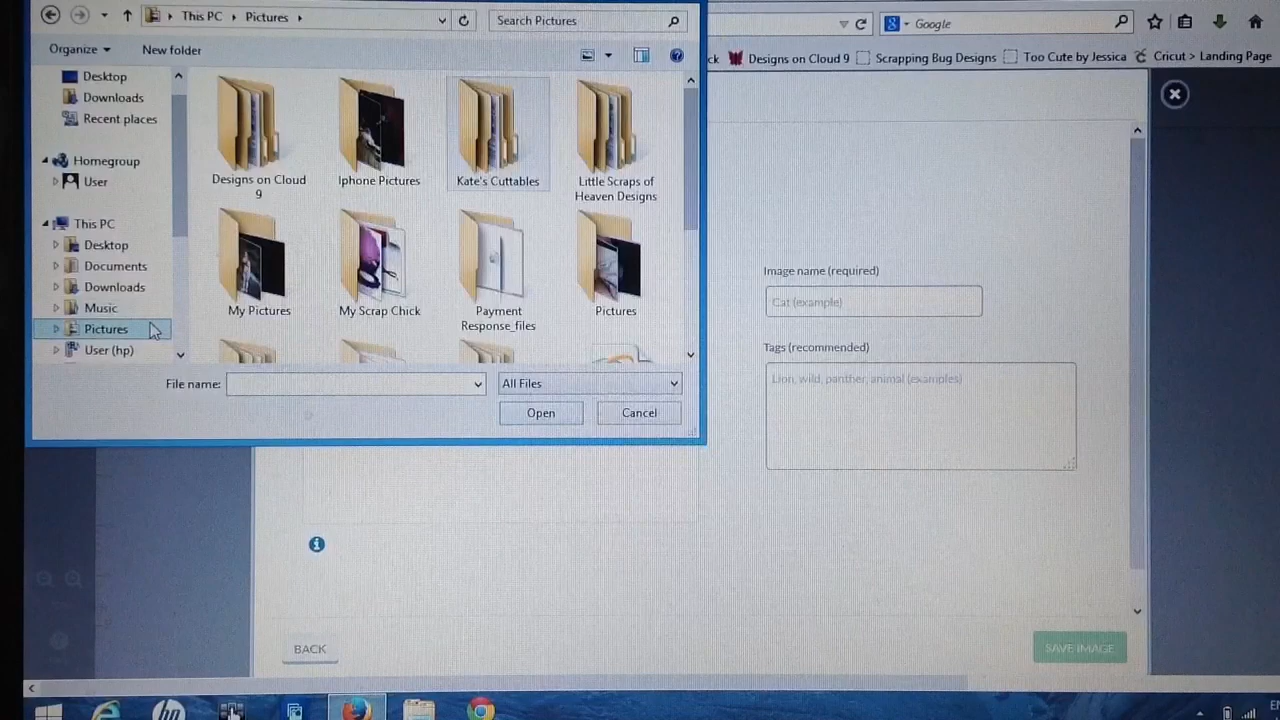 This PC
Pictures
Search Pictures
Google
Organize
New folder
ck
Designs on Cloud 9
Scrapping Bug Designs
Too Cute by Jessica
Cricut > Landing Page
Desktop
Downloads
Recent places
Homegroup
User
This PC
Desktop
Documents
Downloads
Music
Pictures
User (hp)
Designs on Cloud
9
Iphone Pictures
Kate's Cuttables
Little Scraps of
Heaven Designs
My Pictures
My Scrap Chick
Payment
Response_files
Pictures
File name:
All Files
Open
Cancel
Image name (required)
Cat (example)
Tags (recommended)
Lion, wild, panther, animal (examples)
BACK
SAVE IMAGE
hp